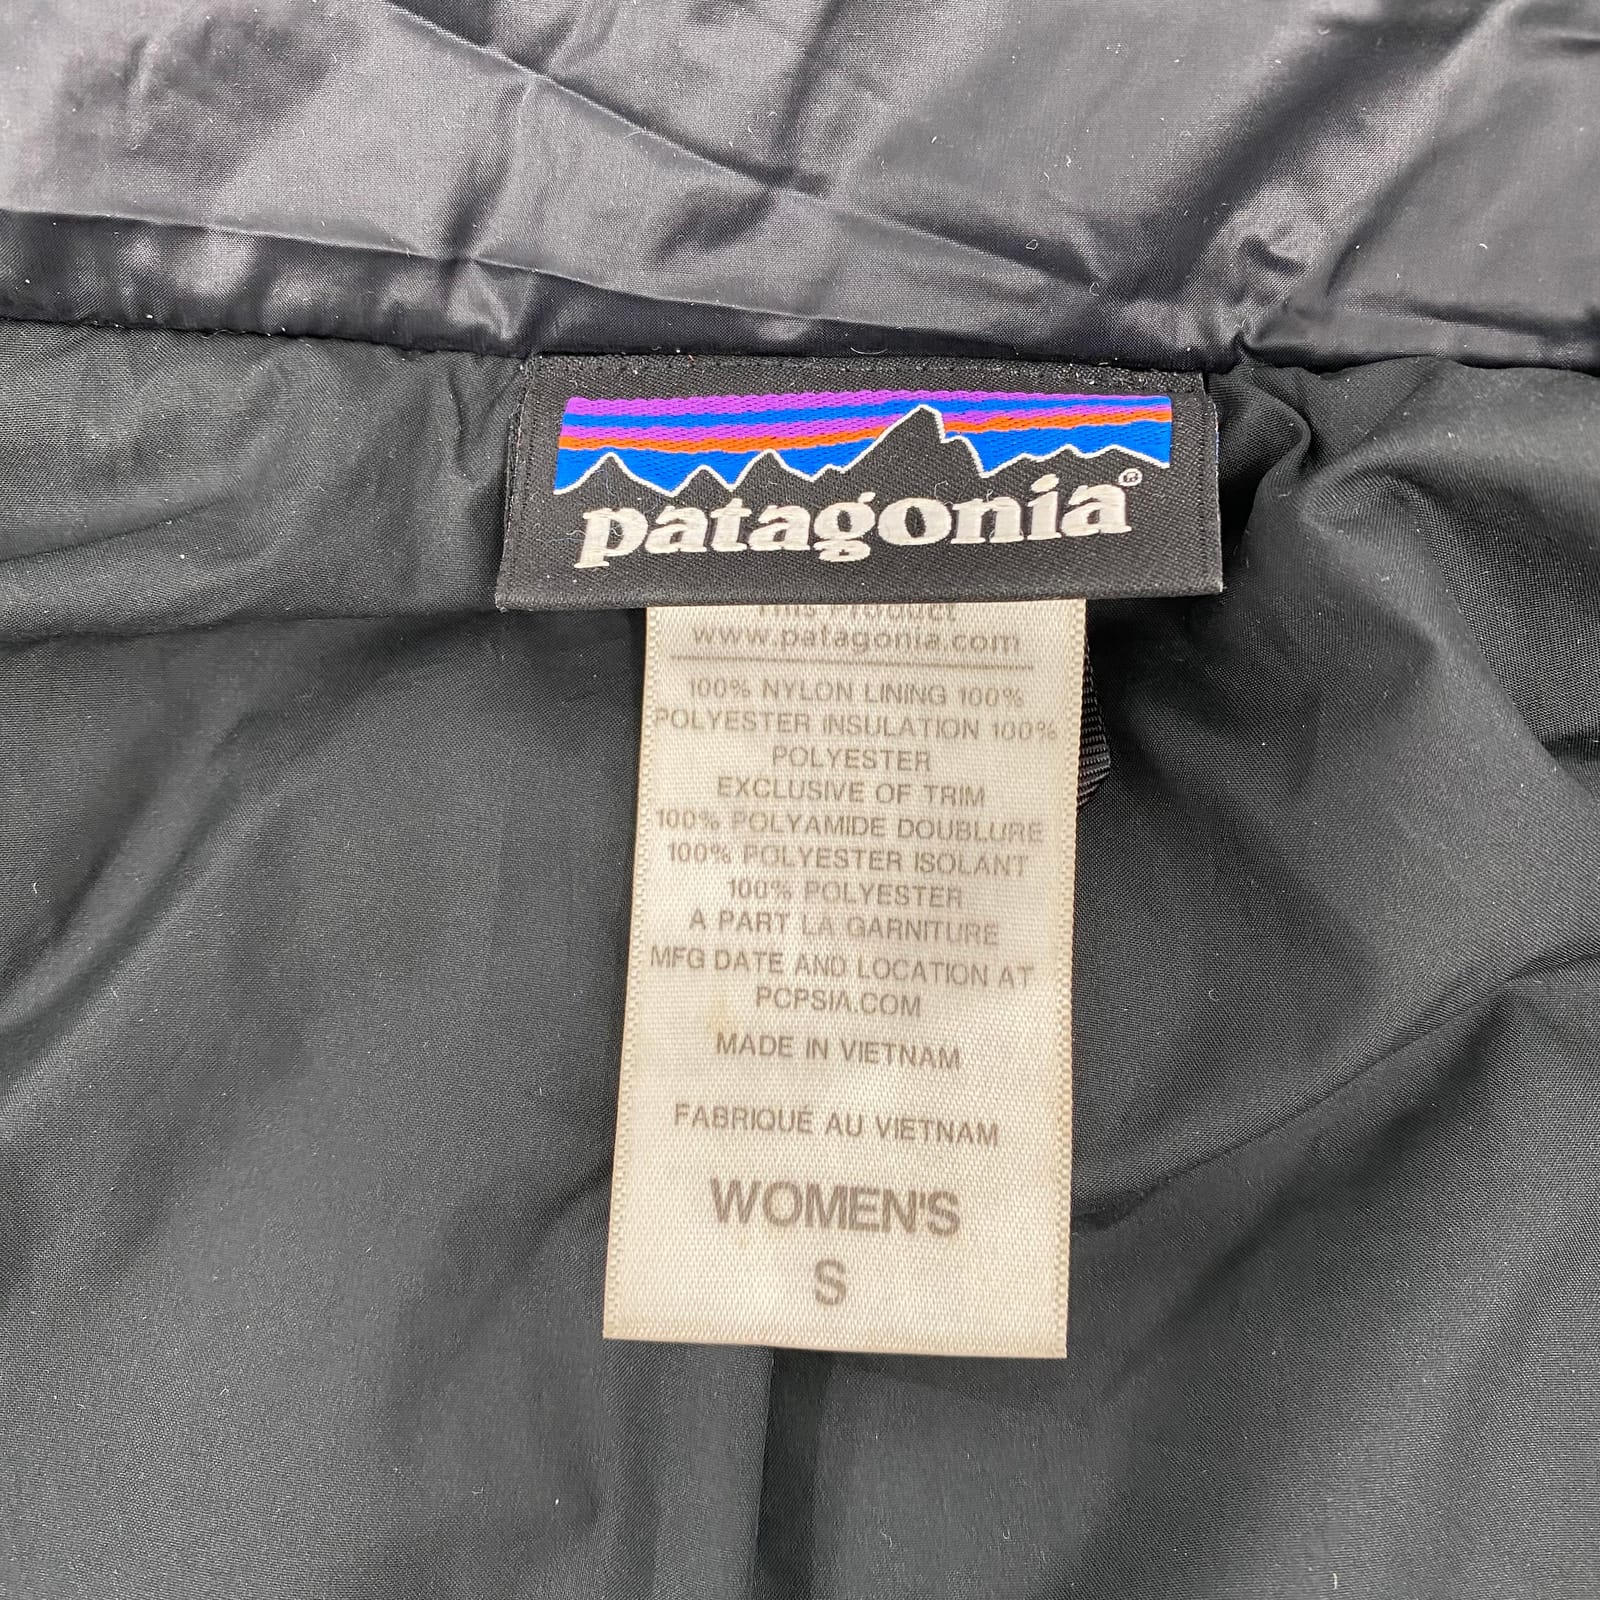 patagonia®
this product
www.patagonia.com
100% NYLON LINING 100%
POLYESTER INSULATION 100%
POLYESTER
EXCLUSIVE OF TRIM
100% POLYAMIDE DOUBLURE
100% POLYESTER ISOLANT
100% POLYESTER
A PART LA GARNITURE
MFG DATE AND LOCATION AT
PCPSIA.COM
MADE IN VIETNAM
FABRIQUÉ AU VIETNAM
WOMEN'S
S